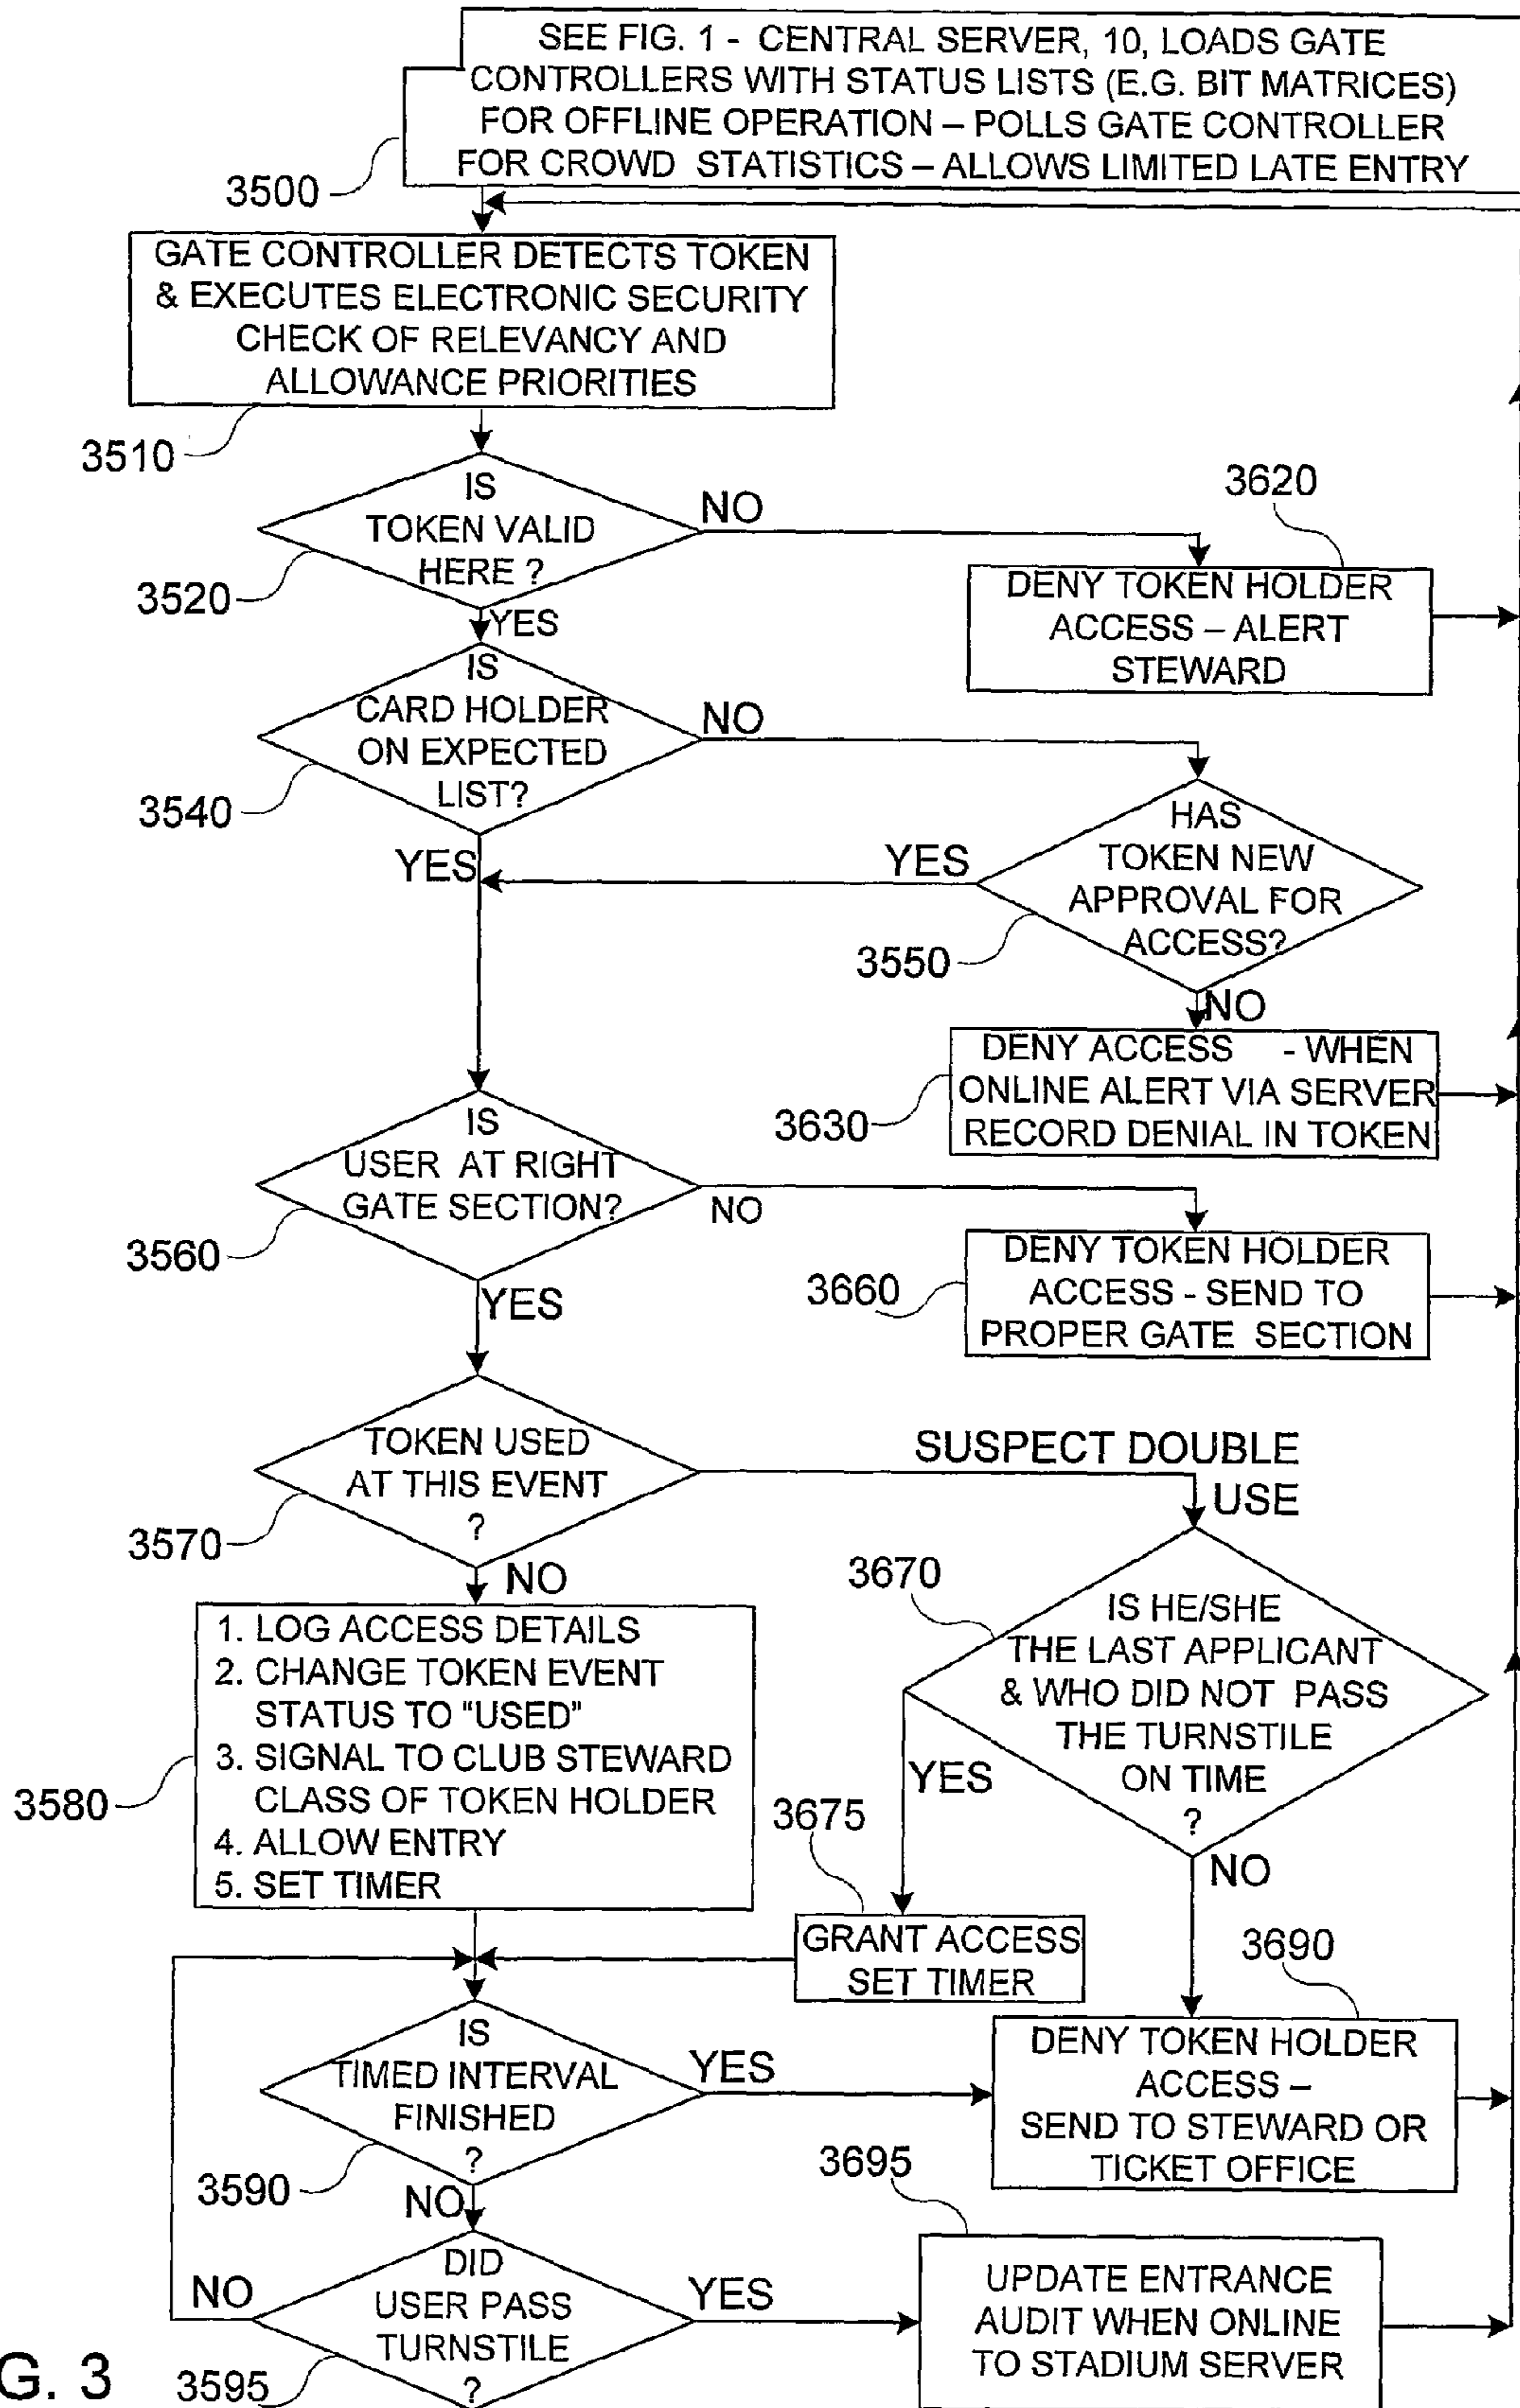 SEE FIG. 1 - CENTRAL SERVER, 10, LOADS GATE
CONTROLLERS WITH STATUS LISTS (E.G. BIT MATRICES)
FOR OFFLINE OPERATION – POLLS GATE CONTROLLER
FOR CROWD STATISTICS – ALLOWS LIMITED LATE ENTRY
3500
GATE CONTROLLER DETECTS TOKEN
& EXECUTES ELECTRONIC SECURITY
CHECK OF RELEVANCY AND
ALLOWANCE PRIORITIES
3510
IS
TOKEN VALID
HERE ?
3520
NO
YES
3620
DENY TOKEN HOLDER
ACCESS – ALERT
STEWARD
IS
CARD HOLDER
ON EXPECTED
LIST?
3540
NO
YES
HAS
TOKEN NEW
APPROVAL FOR
ACCESS?
3550
YES
NO
DENY ACCESS - WHEN
ONLINE ALERT VIA SERVER
RECORD DENIAL IN TOKEN
3630
IS
USER AT RIGHT
GATE SECTION?
3560
NO
YES
DENY TOKEN HOLDER
ACCESS - SEND TO
PROPER GATE SECTION
3660
TOKEN USED
AT THIS EVENT
?
3570
SUSPECT DOUBLE
USE
NO
3670
IS HE/SHE
THE LAST APPLICANT
& WHO DID NOT PASS
THE TURNSTILE
ON TIME
?
YES
NO
1. LOG ACCESS DETAILS
2. CHANGE TOKEN EVENT
STATUS TO "USED”
3. SIGNAL TO CLUB STEWARD
CLASS OF TOKEN HOLDER
4. ALLOW ENTRY
5. SET TIMER
3580
3675
GRANT ACCESS
SET TIMER
3690
DENY TOKEN HOLDER
ACCESS –
SEND TO STEWARD OR
TICKET OFFICE
IS
TIMED INTERVAL
FINISHED
?
3590
YES
NO
3695
DID
USER PASS
TURNSTILE
?
3595
NO
YES
UPDATE ENTRANCE
AUDIT WHEN ONLINE
TO STADIUM SERVER
G. 3